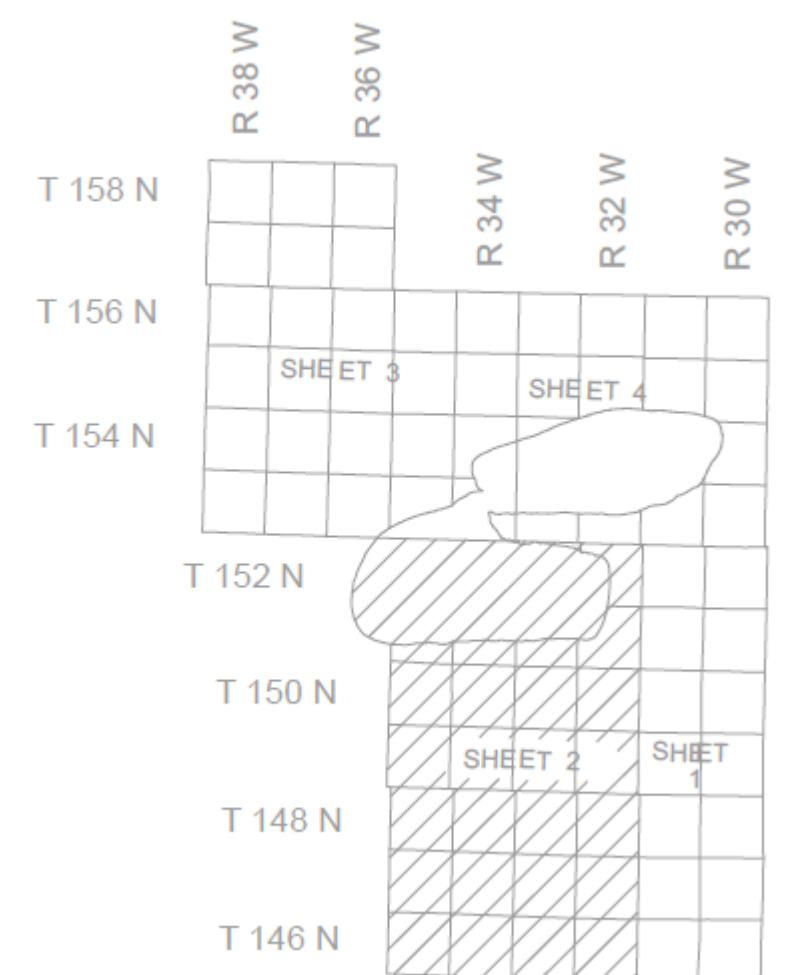 R 38 W
R 36 W
R 34 W
R 32 W
R 30 W
T 158 N
T 156 N
SHEET 3
SHEET 4
T 154 N
T 152 N
T 150 N
SHEET 2
SHEET
1
T 148 N
T 146 N